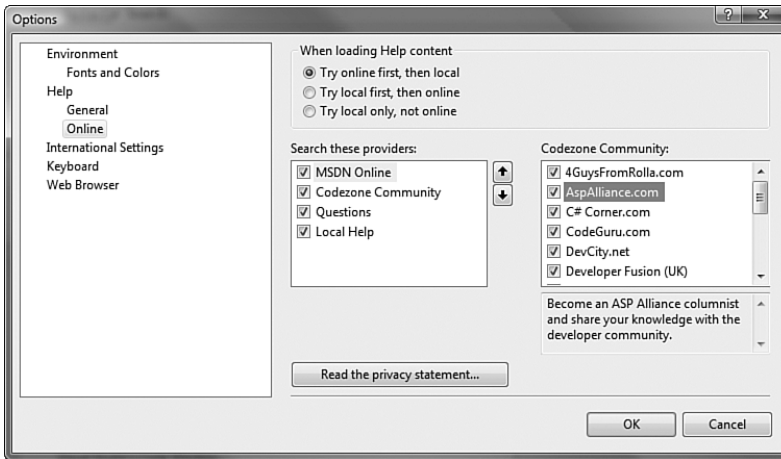 Options
Environment
Fonts and Colors
Help
General
Online
International Settings
Keyboard
Web Browser
When loading Help content
Try online first, then local
Try local first, then online
Try local only, not online
Search these providers:
MSDN Online
Codezone Community
Questions
Local Help
Codezone Community:
4GuysFromRolla.com
AspAlliance.com
C# Corner.com
CodeGuru.com
DevCity.net
Developer Fusion (UK)
Become an ASP Alliance columnist
and share your knowledge with the
developer community.
Read the privacy statement...
OK
Cancel